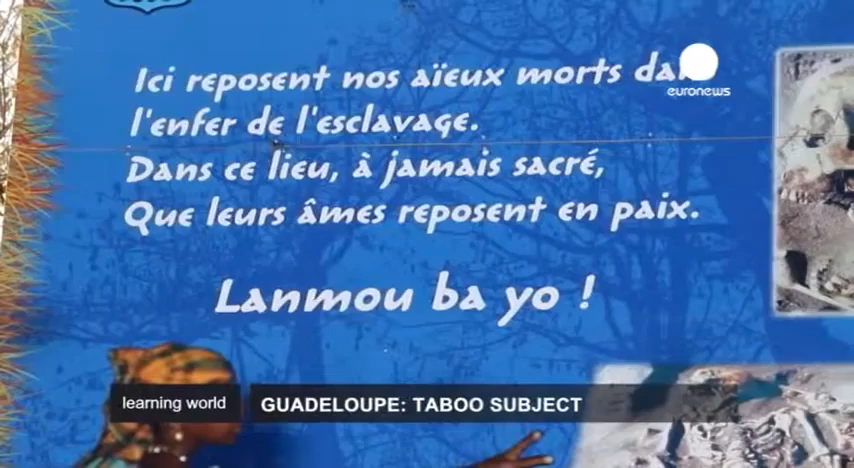 Ici reposent nos aïeux morts
euronews
l'enfer de l'esclavage.
Dans ce lieu, à jamais sacré,
Que leurs âmes reposent en paix.
Lanmou ba yo !
learning world
GUADELOUPE: TABOO SUBJECT